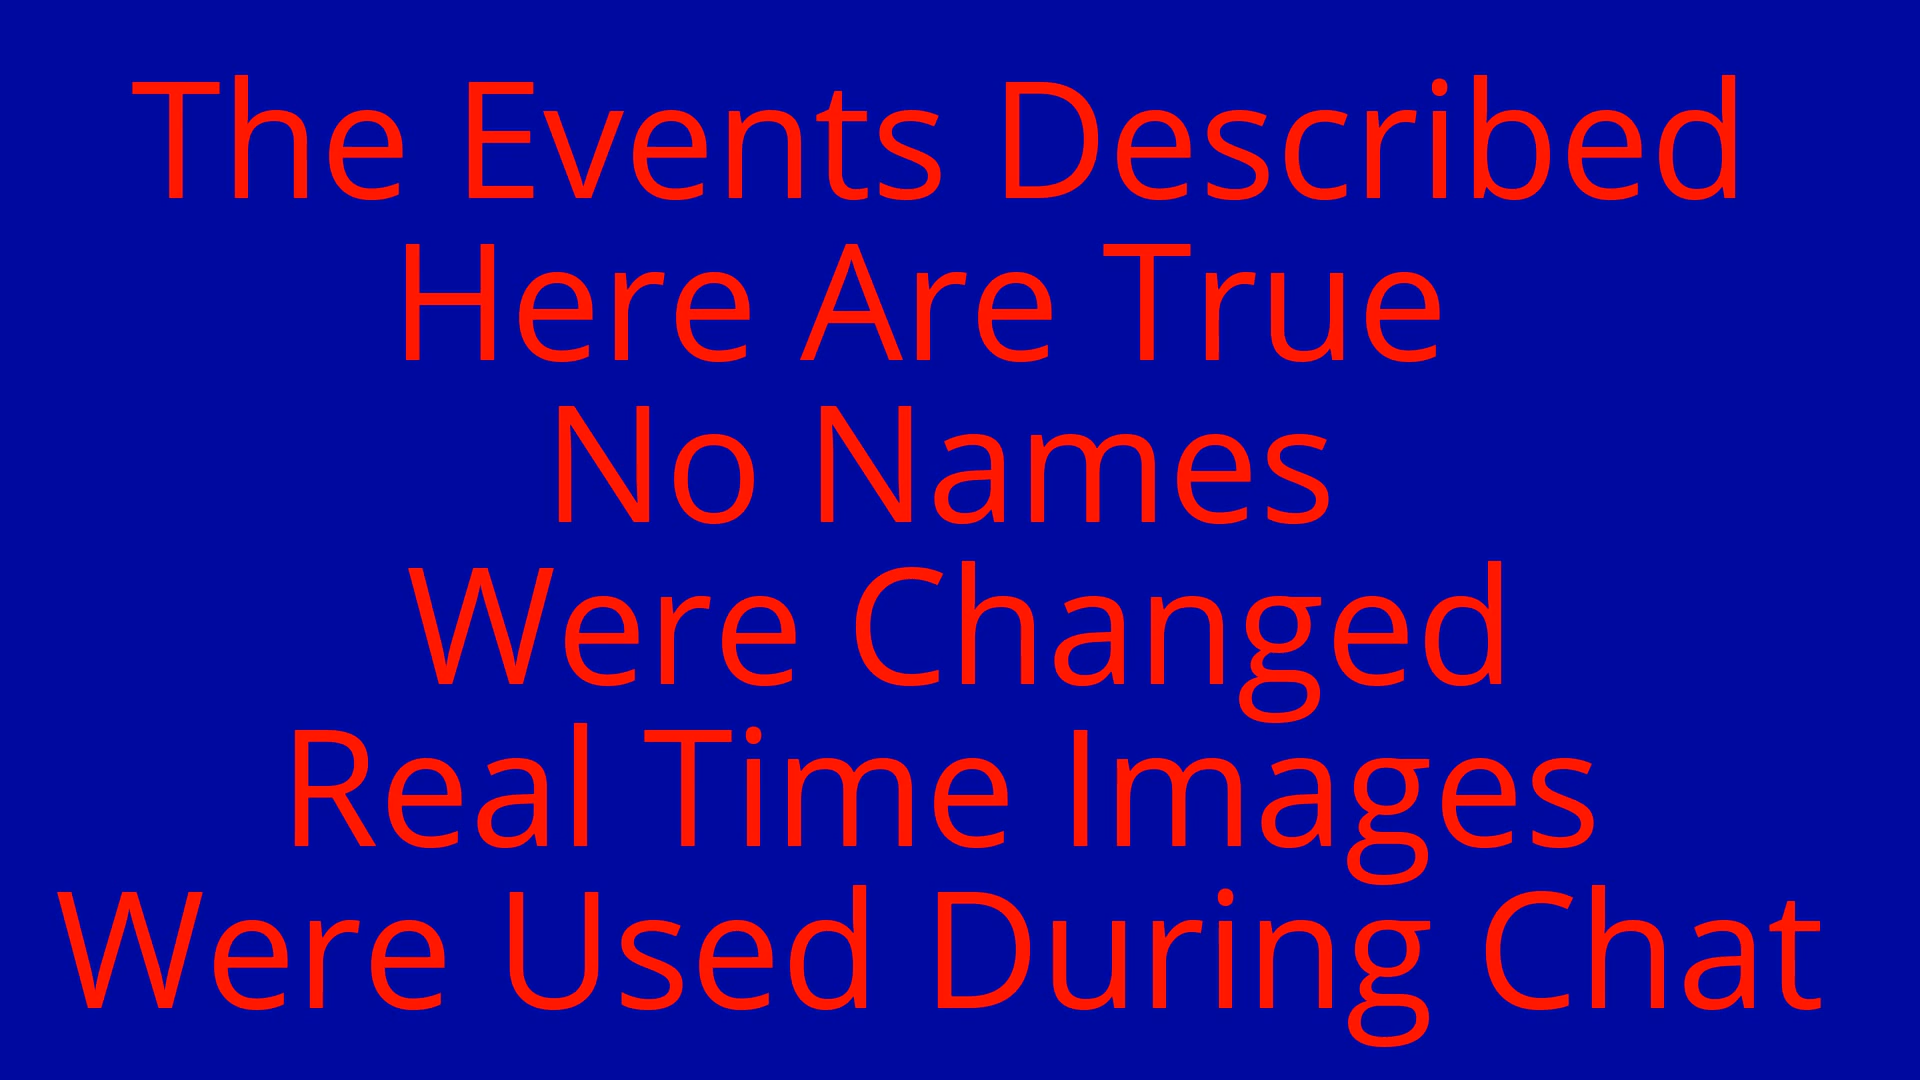 The Events Described
Here Are True
No Names
Were Changed
Real Time Images
Were Used During Chat